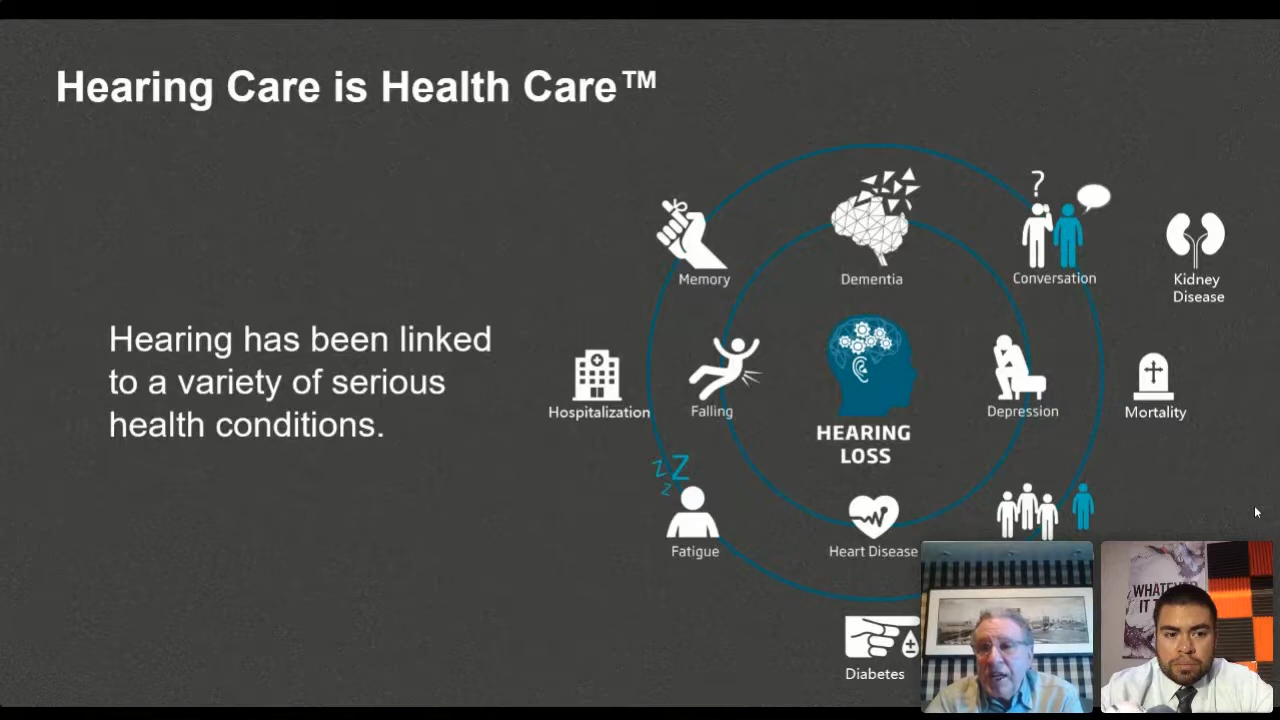 Hearing Care is Health Care™
Hearing has been linked
to a variety of serious
health conditions.
?
Memory
Dementia
Conversation
Kidney
Disease
Hospitalization
Falling
HEARING
LOSS
Depression
Mortality
z Z
z
Fatigue
Heart Disease
Diabetes
WHATEVER